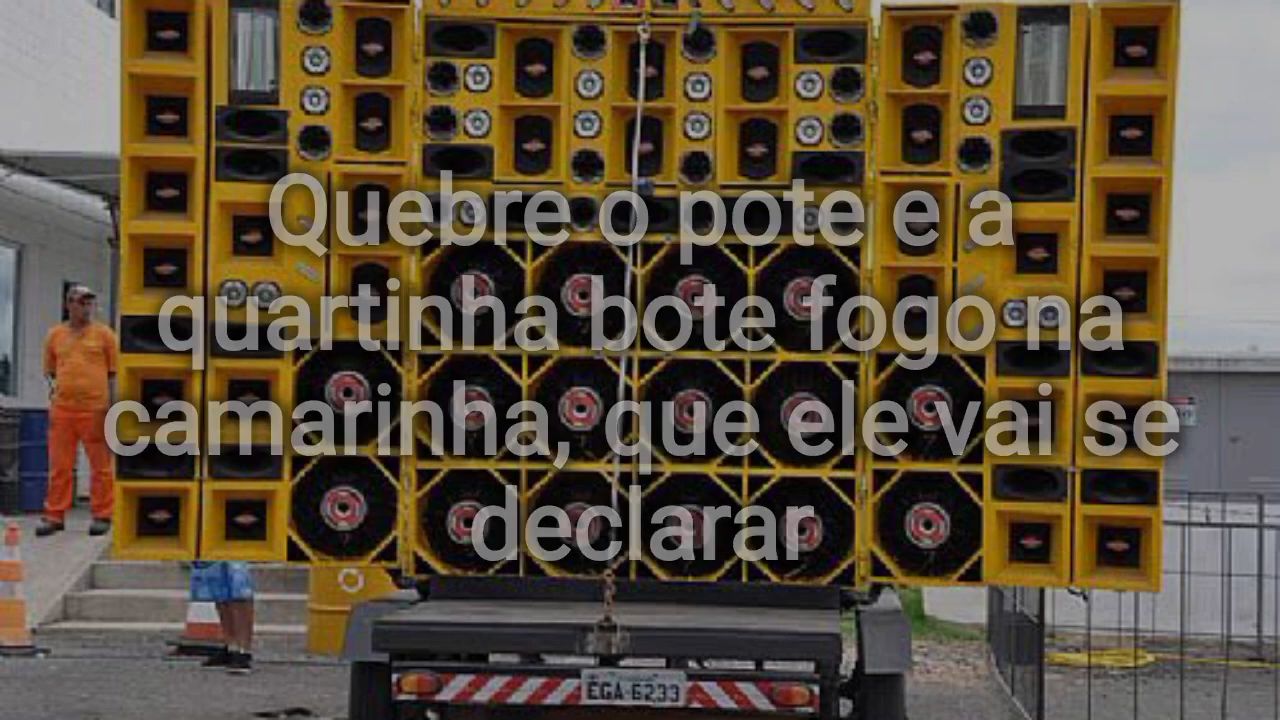 Quebre o pote e a
quartinha bote fogo na
camarinha, que ele vai se
declarar
EGA-6233